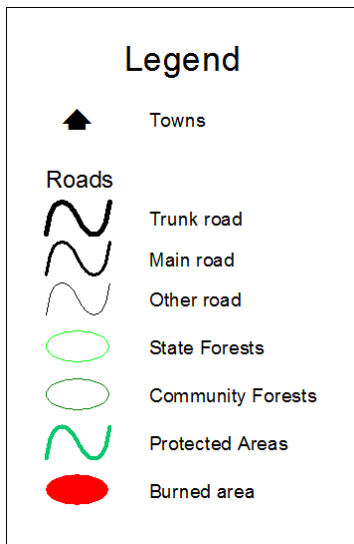 Legend
Towns
Roads
Trunk road
Main road
Other road
State Forests
Community Forests
Protected Areas
Burned area